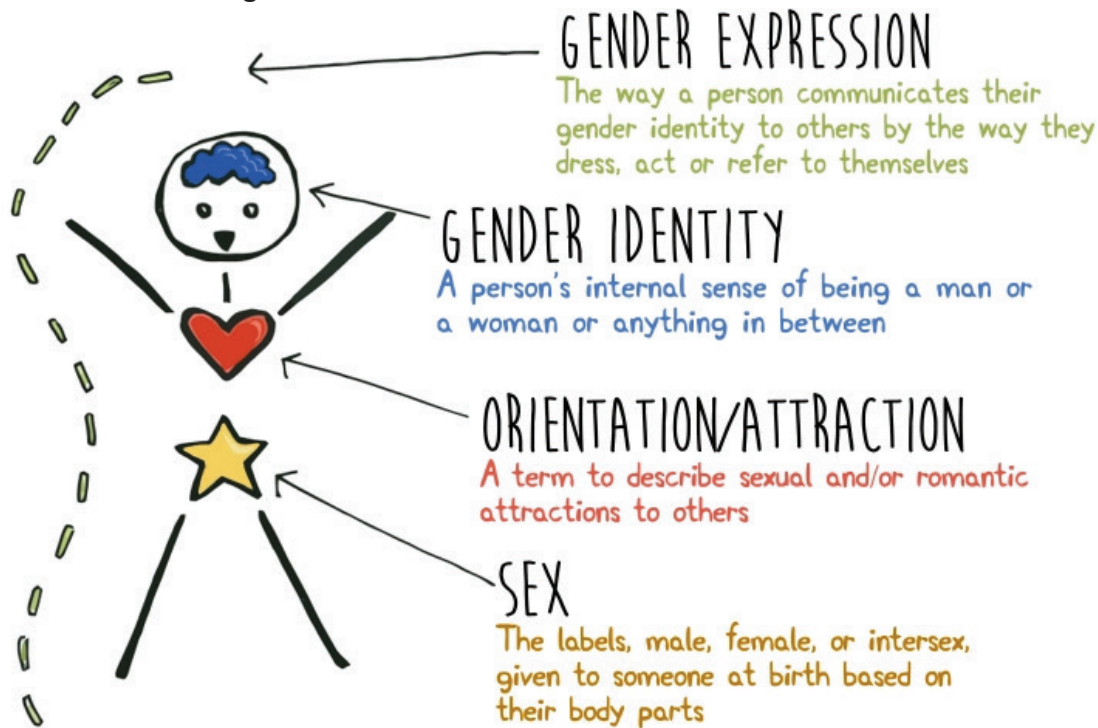 GENDER EXPRESSION
The way a person communicates their
gender identity to others by the way they
dress, act or refer to themselves
GENDER IDENTITY
A person's internal sense of being a man or
a woman or anything in between
ORIENTATION/ATTRACTION
A term to describe sexual and/or romantic
attractions to others
SEX
The labels, male, female, or intersex,
given to someone at birth based on
their body parts